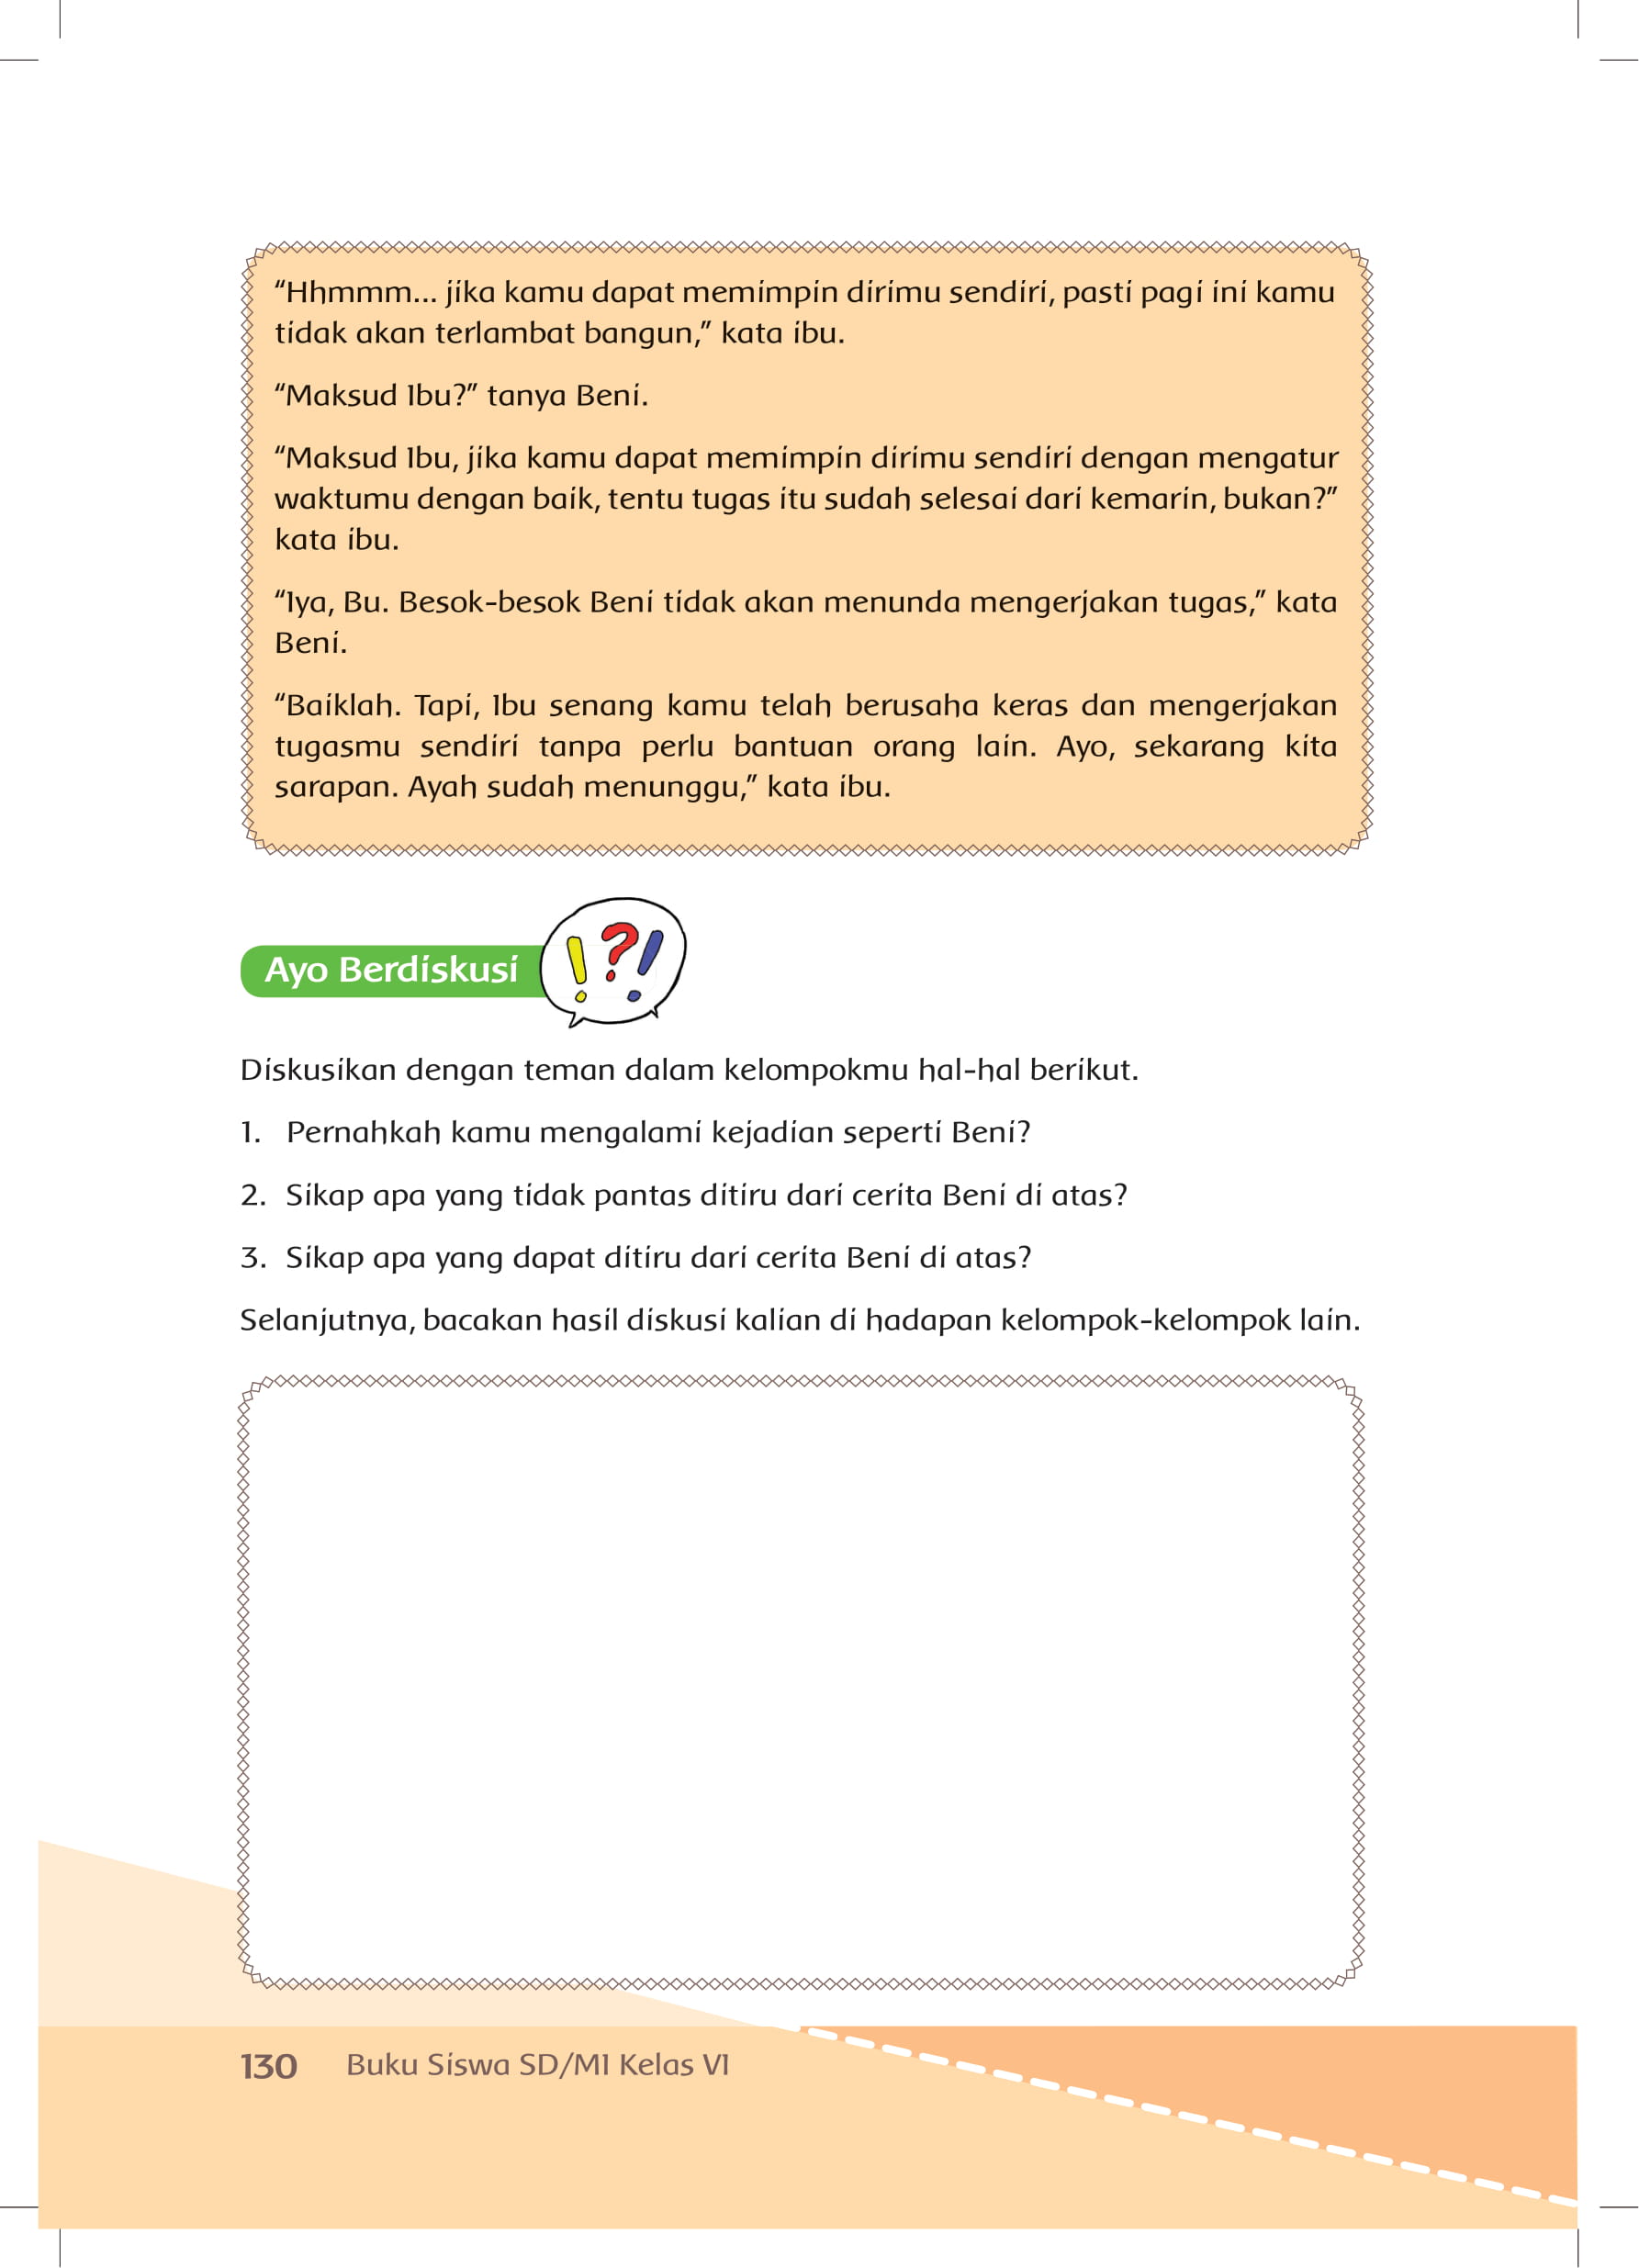 “Hhmmm... jika kamu dapat memimpin dirimu sendiri, pasti pagi ini kamu
tidak akan terlambat bangun,” kata ibu.
“Maksud Ibu?” tanya Beni.
“Maksud Ibu, jika kamu dapat memimpin dirimu sendiri dengan mengatur
waktumu dengan baik, tentu tugas itu sudah selesai dari kemarin, bukan?”
kata ibu.
“Iya, Bu. Besok-besok Beni tidak akan menunda mengerjakan tugas,” kata
Beni.
“Baiklah. Tapi, Ibu senang kamu telah berusaha keras dan mengerjakan
tugasmu sendiri tanpa perlu bantuan orang lain. Ayo, sekarang kita
sarapan. Ayah sudah menunggu,” kata ibu.
Ayo Berdiskusi
!?!
Diskusikan dengan teman dalam kelompokmu hal-hal berikut.
1. Pernahkah kamu mengalami kejadian seperti Beni?
2. Sikap apa yang tidak pantas ditiru dari cerita Beni di atas?
3. Sikap apa yang dapat ditiru dari cerita Beni di atas?
Selanjutnya, bacakan hasil diskusi kalian di hadapan kelompok-kelompok lain.
130 Buku Siswa SD/MI Kelas VI